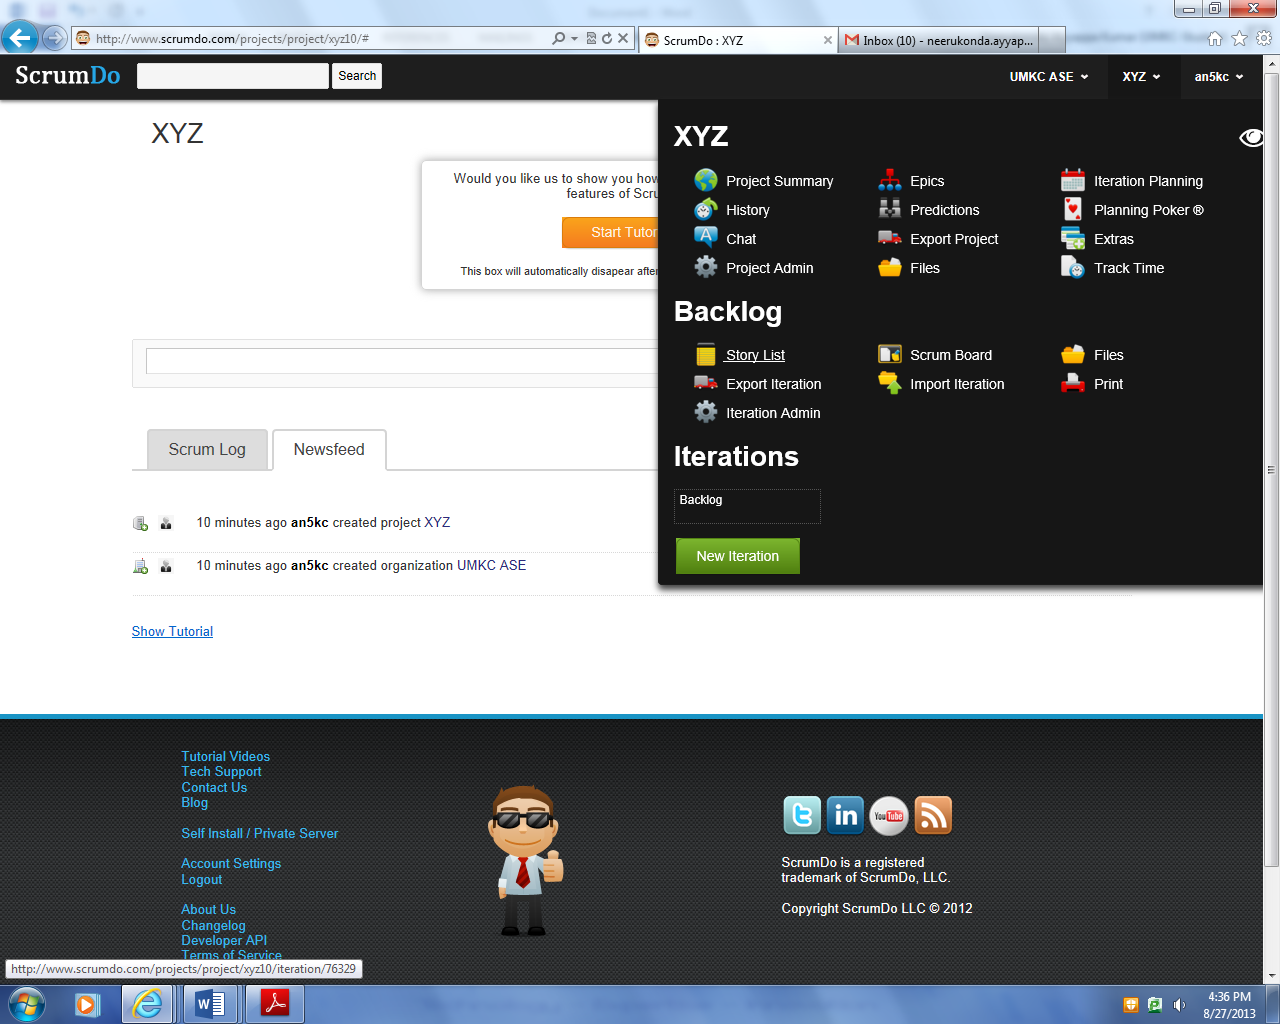 http://www.scrumdo.com/projects/project/xyz10/#
ScrumDo : XYZ
Inbox (10) - neerukonda.ayyap...
ScrumDo
Search
UMKC ASE
XYZ
an5kc
XYZ
Would you like us to show you how
features of Scru
Start Tutor
This box will automatically disapear after
Scrum Log
Newsfeed
10 minutes ago an5kc created project XYZ
10 minutes ago an5kc created organization UMKC ASE
Show Tutorial
XYZ
Project Summary
Epics
Iteration Planning
History
Predictions
Planning Poker ®
Chat
Export Project
Extras
Project Admin
Files
Track Time
Backlog
Story List
Scrum Board
Files
Export Iteration
Import Iteration
Print
Iteration Admin
Iterations
Backlog
New Iteration
Tutorial Videos
Tech Support
Contact Us
Blog
Self Install / Private Server
Account Settings
Logout
About Us
Changelog
Developer API
Terms of Service
You Tube
in
ScrumDo is a registered
trademark of ScrumDo, LLC.
Copyright ScrumDo LLC © 2012
http://www.scrumdo.com/projects/project/xyz10/iteration/76329
4:36 PM
8/27/2013